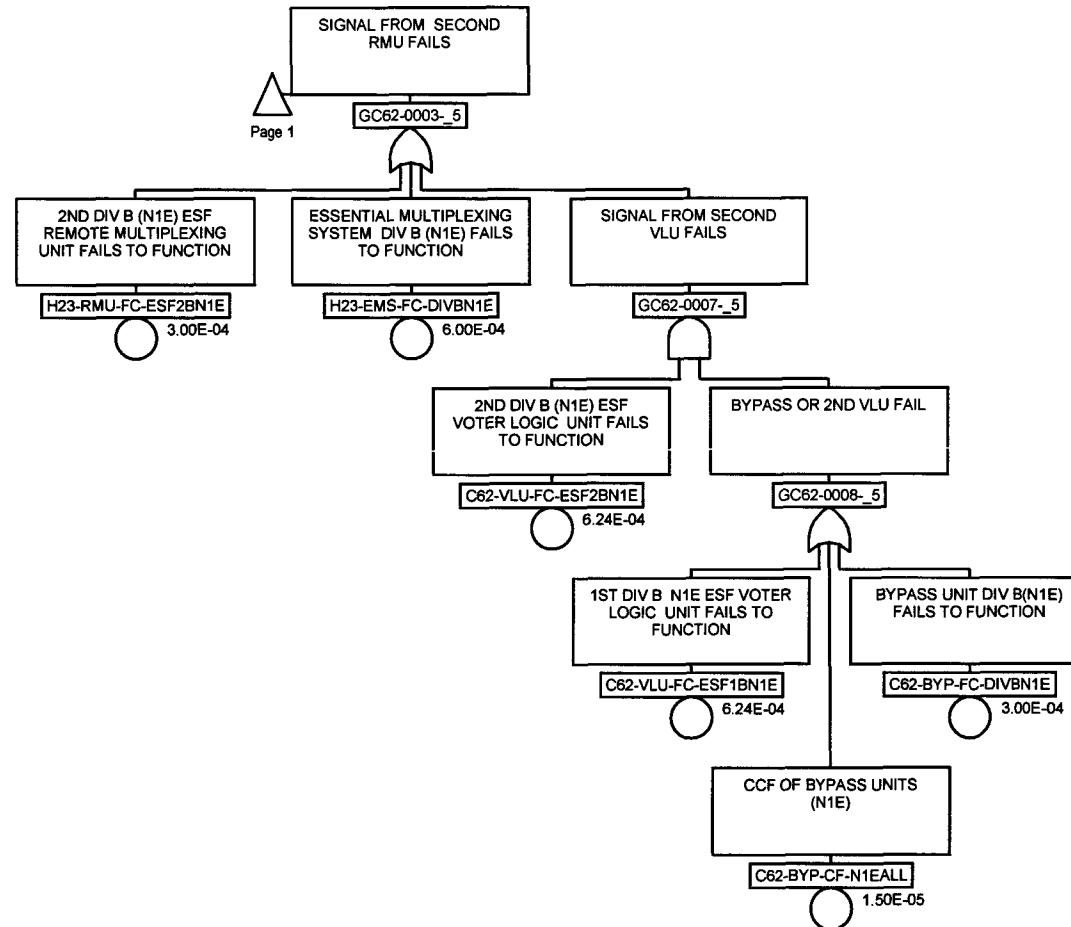 SIGNAL FROM SECOND
RMU FAILS
Page 1
GC62-0003-_5
2ND DIV B (N1E) ESF
REMOTE MULTIPLEXING
UNIT FAILS TO FUNCTION
ESSENTIAL MULTIPLEXING
SYSTEM DIV B (N1E) FAILS
TO FUNCTION
SIGNAL FROM SECOND
VLU FAILS
H23-RMU-FC-ESF2BN1E
3.00E-04
H23-EMS-FC-DIVBN1E
6.00E-04
GC62-0007-_5
2ND DIV B (N1E) ESF
VOTER LOGIC UNIT FAILS
TO FUNCTION
BYPASS OR 2ND VLU FAIL
C62-VLU-FC-ESF2BN1E
6.24E-04
GC62-0008-_5
1ST DIV B N1E ESF VOTER
LOGIC UNIT FAILS TO
FUNCTION
BYPASS UNIT DIV B(N1E)
FAILS TO FUNCTION
C62-VLU-FC-ESF1BN1E
6.24E-04
C62-BYP-FC-DIVBN1E
3.00E-04
CCF OF BYPASS UNITS
(N1E)
C62-BYP-CF-N1EALL
1.50E-05